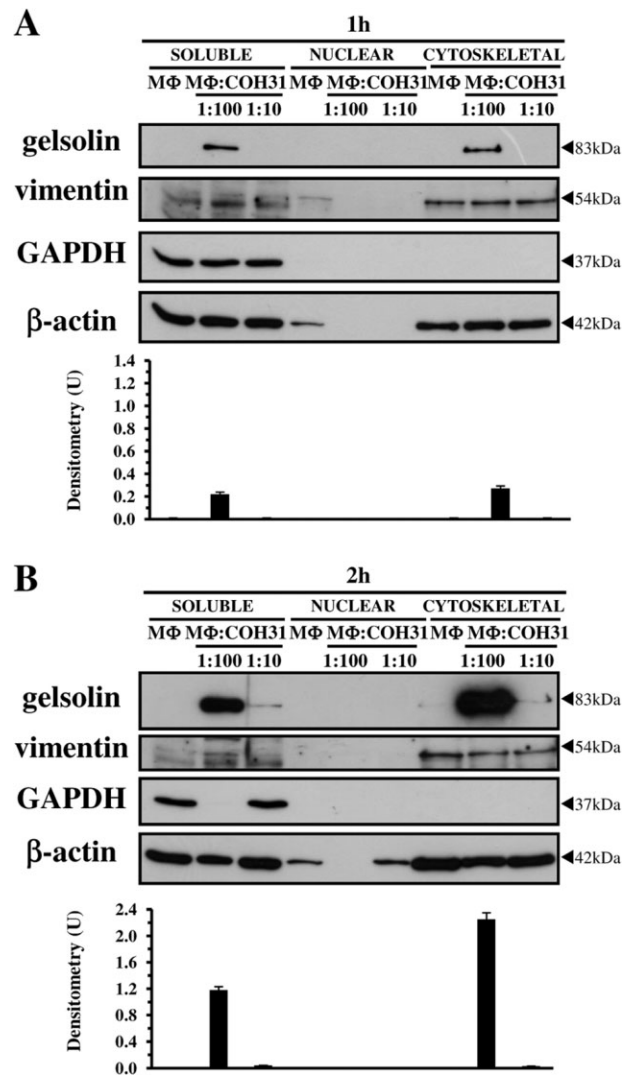 A
1h
SOLUBLE NUCLEAR CYTOSKELETAL
MΦ MΦ:COH31 MΦ MΦ:COH31 MΦ MΦ:COH31
1:100 1:10 1:100 1:10 1:100 1:10
gelsolin ◄83kDa
vimentin ◄54kDa
GAPDH ◄37kDa
β-actin ◄42kDa
Densitometry (U)
1.4
1.2
1.0
0.8
0.6
0.4
0.2
0.0
B
2h
SOLUBLE NUCLEAR CYTOSKELETAL
MΦ MΦ:COH31 MΦ MΦ:COH31 MΦ MΦ:COH31
1:100 1:10 1:100 1:10 1:100 1:10
gelsolin ◄83kDa
vimentin ◄54kDa
GAPDH ◄37kDa
β-actin ◄42kDa
Densitometry (U)
2.4
2.0
1.6
1.2
0.8
0.4
0.0